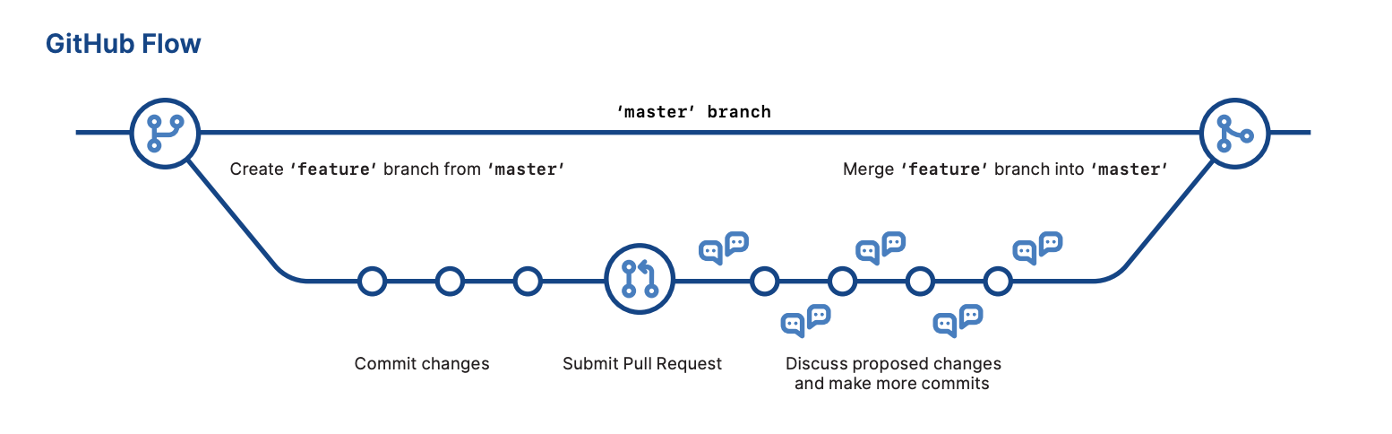 GitHub Flow
‘master’ branch
Create ‘feature’ branch from ‘master’
Merge ‘feature’ branch into ‘master’
Commit changes
Submit Pull Request
Discuss proposed changes
and make more commits